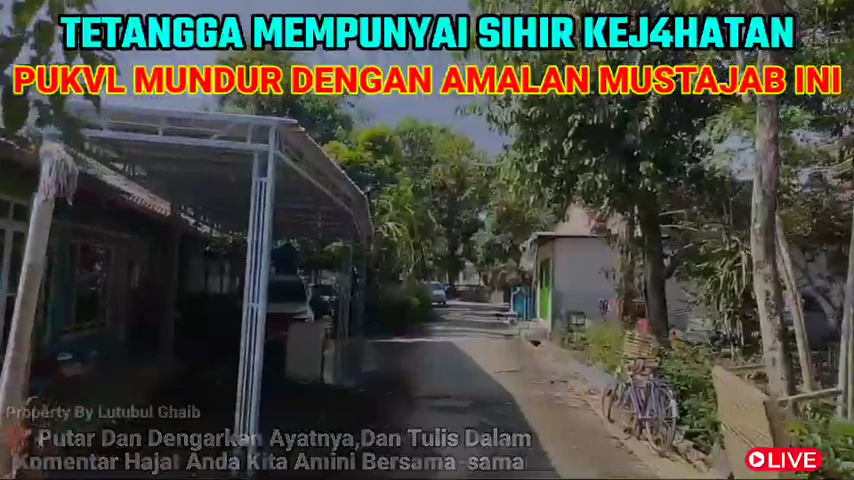 TETANGGA MEMPUNYAI SIHIR KEJ4HATAN
PUKVL MUNDUR DENGAN AMALAN MUSTAJAB INI
Property By Lutubul Ghaib
Putar Dan Dengarkan Ayatnya,Dan Tulis Dalam
Komentar Hajat Anda Kita Amini Bersama-sama
LIVE